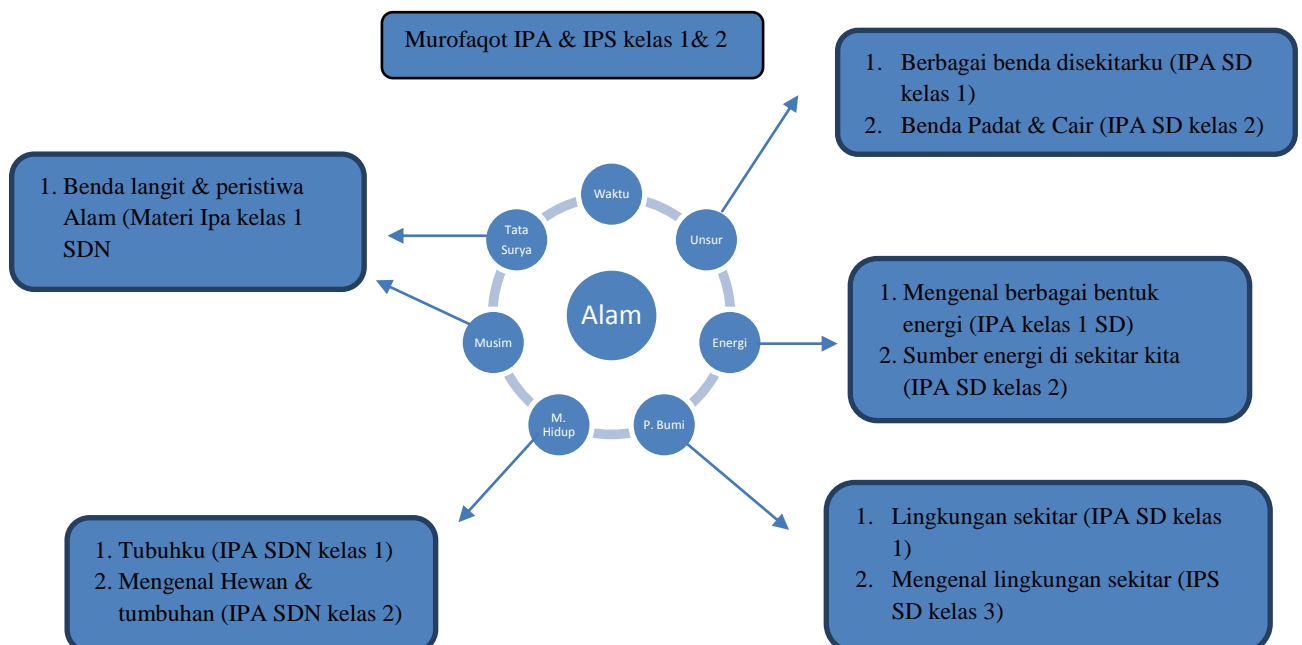 Murofaqot IPA & IPS kelas 1& 2
1. Berbagai benda disekitarku (IPA SD
kelas 1)
2. Benda Padat & Cair (IPA SD kelas 2)
1. Benda langit & peristiwa
Alam (Materi Ipa kelas 1
SDN
Waktu
Tata
Surya
Unsur
Alam
Musim
Energi
M.
Hidup
P. Bumi
1. Mengenal berbagai bentuk
energi (IPA kelas 1 SD)
2. Sumber energi di sekitar kita
(IPA SD kelas 2)
1. Tubuhku (IPA SDN kelas 1)
2. Mengenal Hewan &
tumbuhan (IPA SDN kelas 2)
1. Lingkungan sekitar (IPA SD kelas
1)
2. Mengenal lingkungan sekitar (IPS
SD kelas 3)